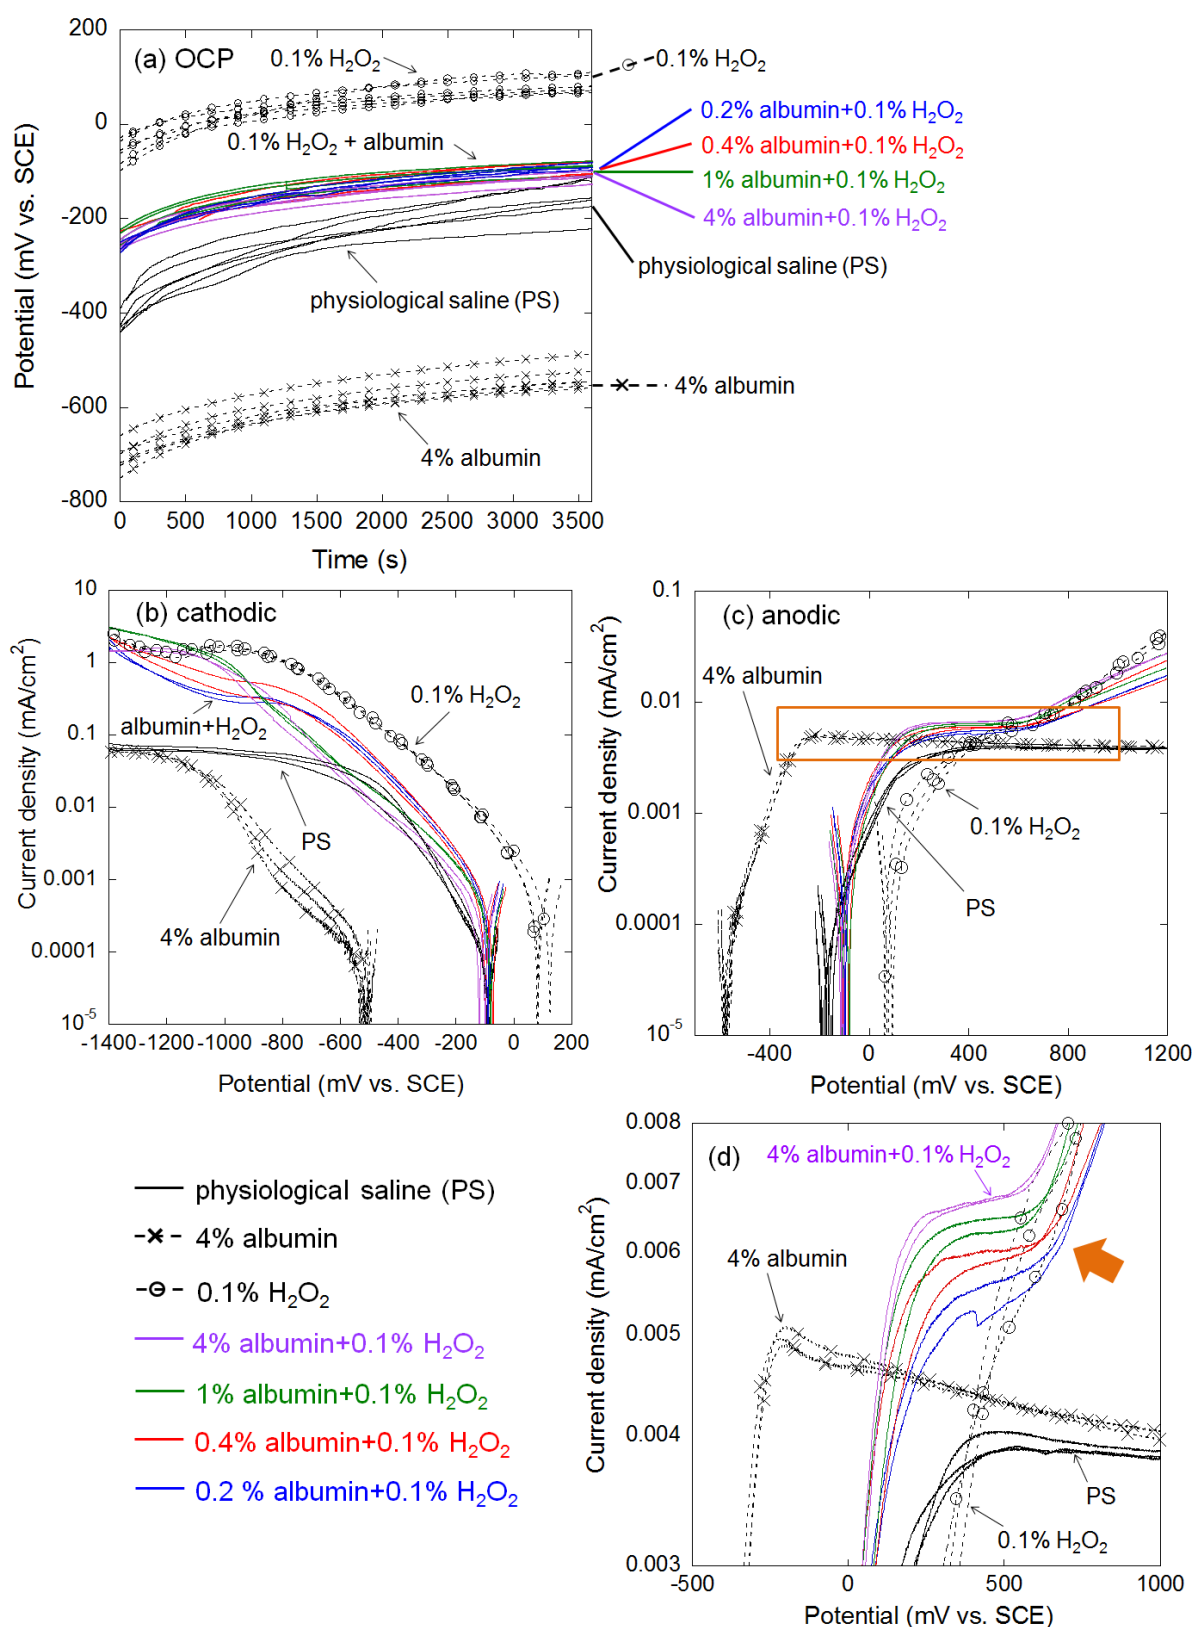 (a) OCP
0.1% H₂O₂
0.1% H₂O₂ + albumin
physiological saline (PS)
4% albumin
200
0
-200
-400
-600
-800
Potential (mV vs. SCE)
0 500 1000 1500 2000 2500 3000 3500
Time (s)
0.1% H₂O₂
0.2% albumin+0.1% H₂O₂
0.4% albumin+0.1% H₂O₂
1% albumin+0.1% H₂O₂
4% albumin+0.1% H₂O₂
physiological saline (PS)
4% albumin
(b) cathodic
0.1% H₂O₂
albumin+H₂O₂
PS
4% albumin
10
1
0.1
0.01
0.001
0.0001
10⁻⁵
Current density (mA/cm²)
-1400 -1200 -1000 -800 -600 -400 -200 0 200
Potential (mV vs. SCE)
(c) anodic
4% albumin
0.1% H₂O₂
PS
0.1
0.01
0.001
0.0001
10⁻⁵
Current density (mA/cm²)
-400 0 400 800 1200
Potential (mV vs. SCE)
physiological saline (PS)
4% albumin
0.1% H₂O₂
4% albumin+0.1% H₂O₂
1% albumin+0.1% H₂O₂
0.4% albumin+0.1% H₂O₂
0.2 % albumin+0.1% H₂O₂
(d)
4% albumin+0.1% H₂O₂
4% albumin
PS
0.1% H₂O₂
0.008
0.007
0.006
0.005
0.004
0.003
Current density (mA/cm²)
-500 0 500 1000
Potential (mV vs. SCE)